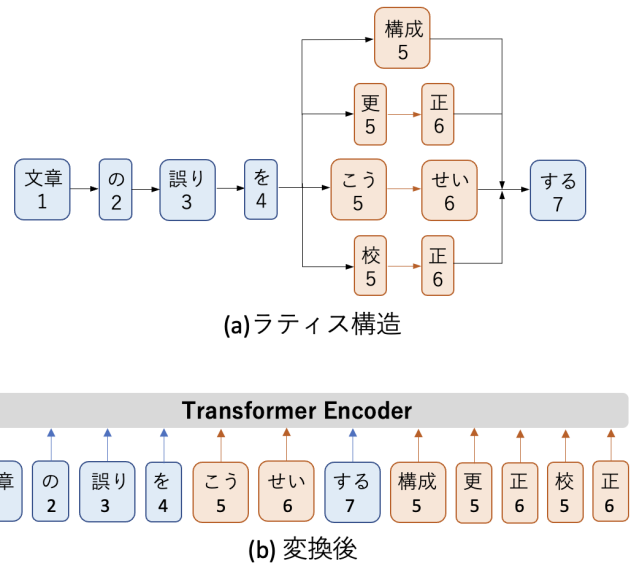 構成
5
更 正
5 6
文章 の 誤り を こう せい する
1 2 3 4 5 6 7
校 正
5 6
(a)ラティス構造
Transformer Encoder
章 の 誤り を こう せい する 構成 更 正 校 正
2 3 4 5 6 7 5 5 6 5 6
(b) 変換後